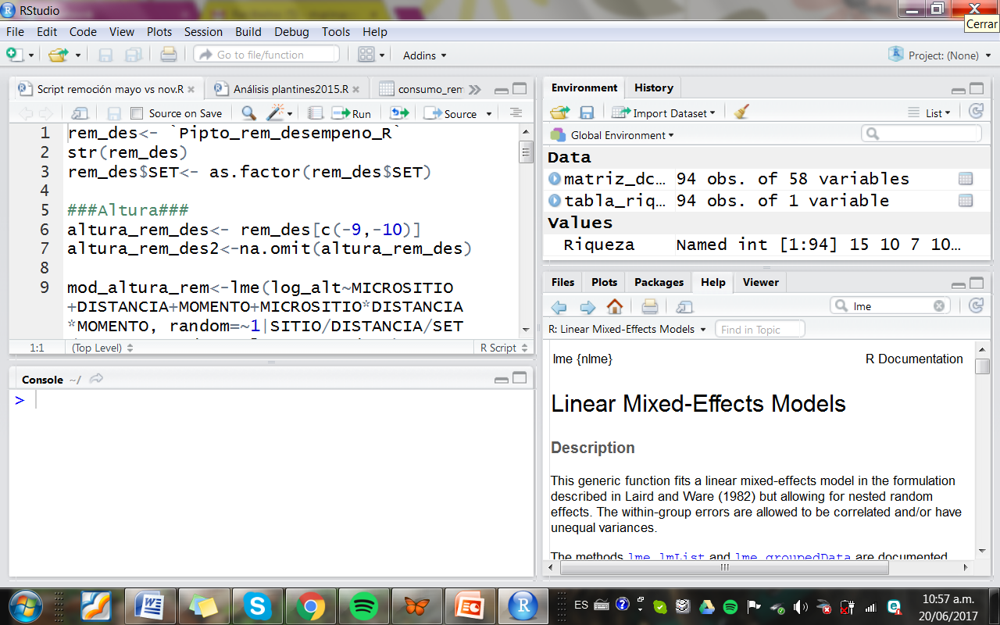 RStudio
Cerrar
File Edit Code View Plots Session Build Debug Tools Help
Go to file/function
Addins
Project: (None)
Script remoción mayo vs nov.R
Análisis plantines2015.R
consumo_rem
Source on Save
Run
Source
1 rem_des<- `Pipto_rem_desempeno_R`
2 str(rem_des)
3 rem_des$SET<- as.factor(rem_des$SET)
4
5 ###Altura###
6 altura_rem_des<- rem_des[c(-9,-10)]
7 altura_rem_des2<-na.omit(altura_rem_des)
8
9 mod_altura_rem<-lme(log_alt~MICROSITIO
+DISTANCIA+MOMENTO+MICROSITIO*DISTANCIA
*MOMENTO, random=~1|SITIO/DISTANCIA/SET
1:1 (Top Level) R Script
Console ~/
>
Environment History
Import Dataset
List
Global Environment
Data
matriz_dc... 94 obs. of 58 variables
tabla_riq... 94 obs. of 1 variable
Values
Riqueza Named int [1:94] 15 10 7 10...
Files Plots Packages Help Viewer
lme
R: Linear Mixed-Effects Models
Find in Topic
lme {nlme} R Documentation
Linear Mixed-Effects Models
Description
This generic function fits a linear mixed-effects model in the formulation
described in Laird and Ware (1982) but allowing for nested random
effects. The within-group errors are allowed to be correlated and/or have
unequal variances.
The methods lme.lmList and lme.groupedData are documented
ES
10:57 a.m.
20/06/2017